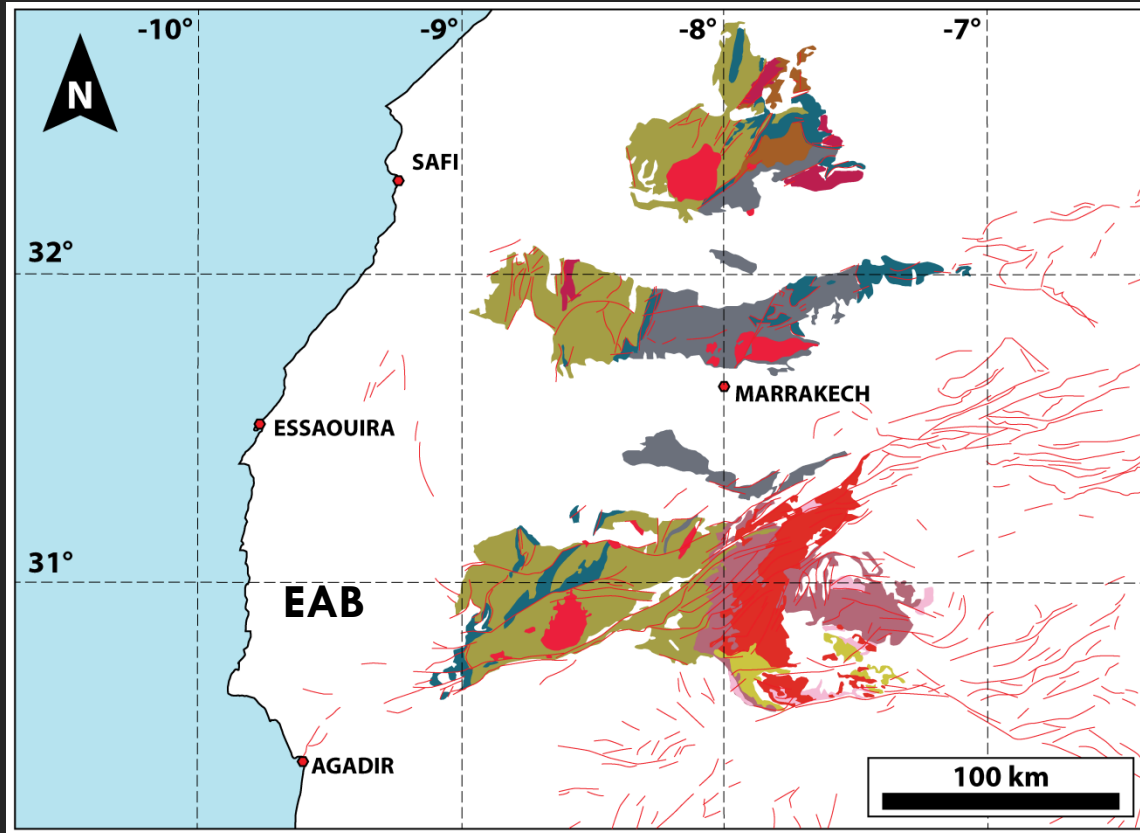 -10°
-9°
-8°
-7°
N
SAFI
32°
MARRAKECH
ESSAOUIRA
31°
EAB
AGADIR
100 km